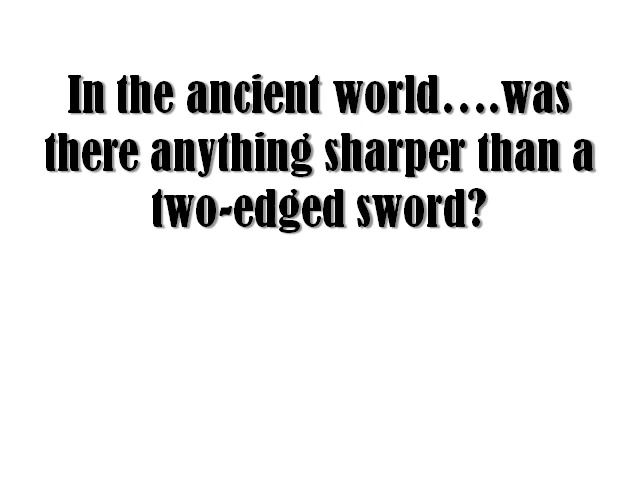 In the ancient world….was
there anything sharper than a
two-edged sword?